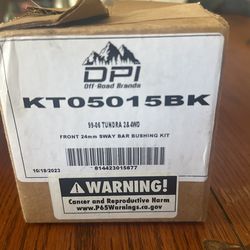 DPI
Off-Road Brands
KT05015BK
99-06 TUNDRA 2&4WD
FRONT 24mm SWAY BAR BUSHING KIT
10/19/2023
814423015877
WARNING!
Cancer and Reproductive Harm
www.P65Warnings.ca.gov